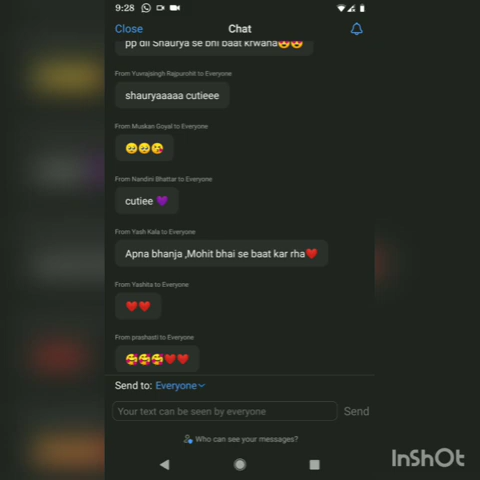 9:28
Close Chat
pp dil Shaurya se bhi baat krwana😍😍
From Yuvrajsingh Rajpurohit to Everyone
shauryaaaaa cutieee
From Muskan Goyal to Everyone
🥺🥺😘
From Nandini Bhattar to Everyone
cutiee 💜
From Yash Kala to Everyone
Apna bhanja ,Mohit bhai se baat kar rha❤️
From Yashita to Everyone
❤️❤️
From prashasti to Everyone
🥰🥰🥰❤️❤️
Send to: Everyone
Your text can be seen by everyone Send
Who can see your messages?
InShOt